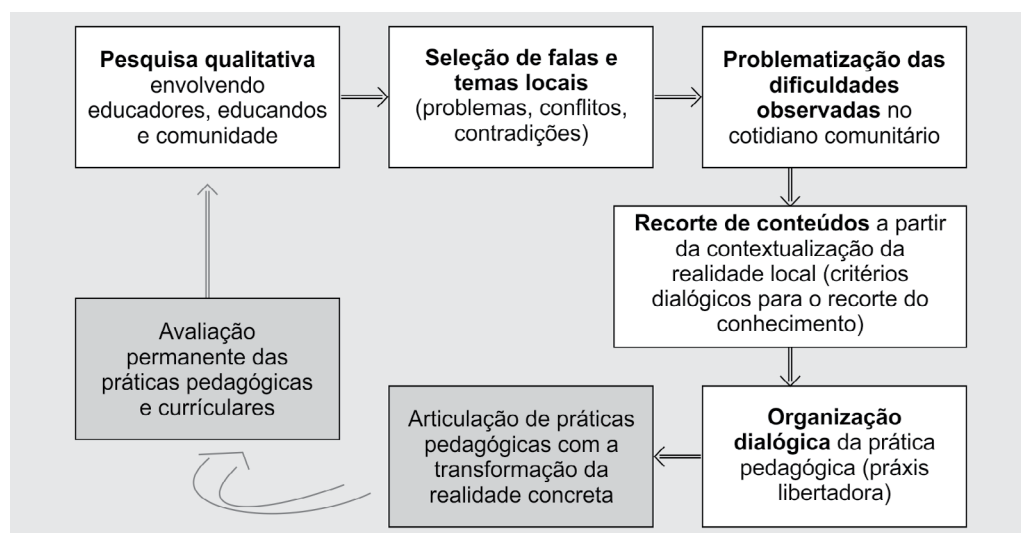 Pesquisa qualitativa
envolvendo
educadores, educandos
e comunidade
Seleção de falas e
temas locais
(problemas, conflitos,
contradições)
Problematização das
dificuldades
observadas no
cotidiano comunitário
Recorte de conteúdos a partir
da contextualização da
realidade local (critérios
dialógicos para o recorte do
conhecimento)
Organização
dialógica da prática
pedagógica (práxis
libertadora)
Articulação de práticas
pedagógicas com a
transformação da
realidade concreta
Avaliação
permanente das
práticas pedagógicas
e currículares